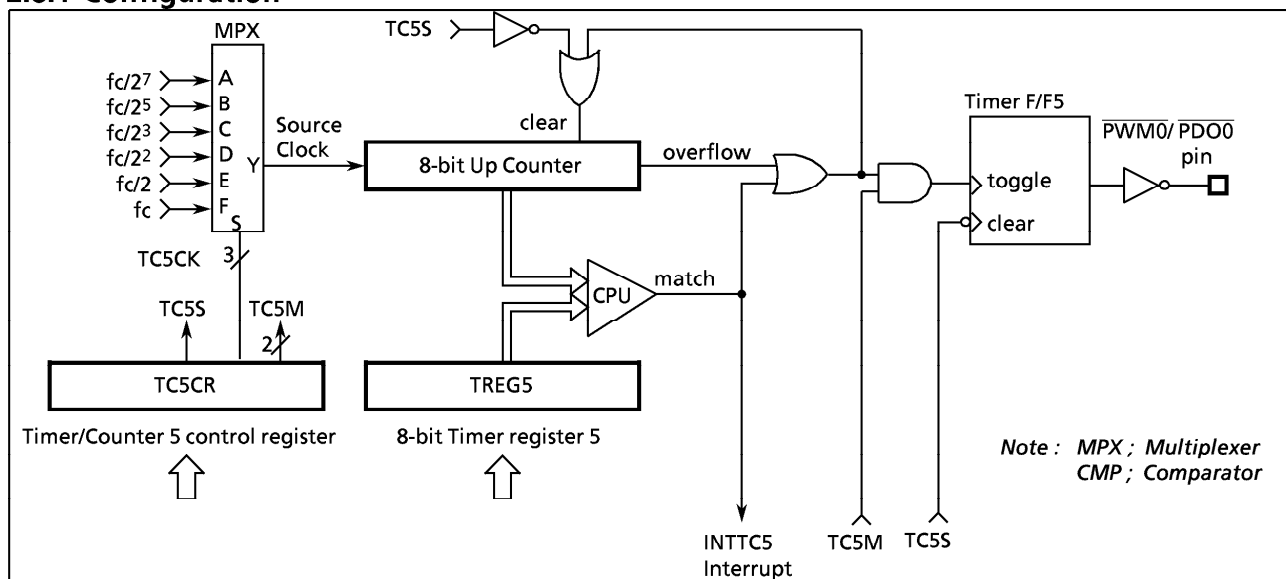 2.8.1 Configuration
TC5S
MPX
fc/2⁷
A
fc/2⁵
B
fc/2³
C
fc/2²
D
fc/2
E
fc
F
Y
S
Source
Clock
clear
8-bit Up Counter
overflow
Timer F/F5
toggle
clear
PWM0/ PDO0
pin
TC5CK
3
CPU
match
TC5S
TC5M
2
TC5CR
TREG5
Timer/Counter 5 control register
8-bit Timer register 5
Note : MPX ; Multiplexer
CMP ; Comparator
INTTC5
Interrupt
TC5M
TC5S